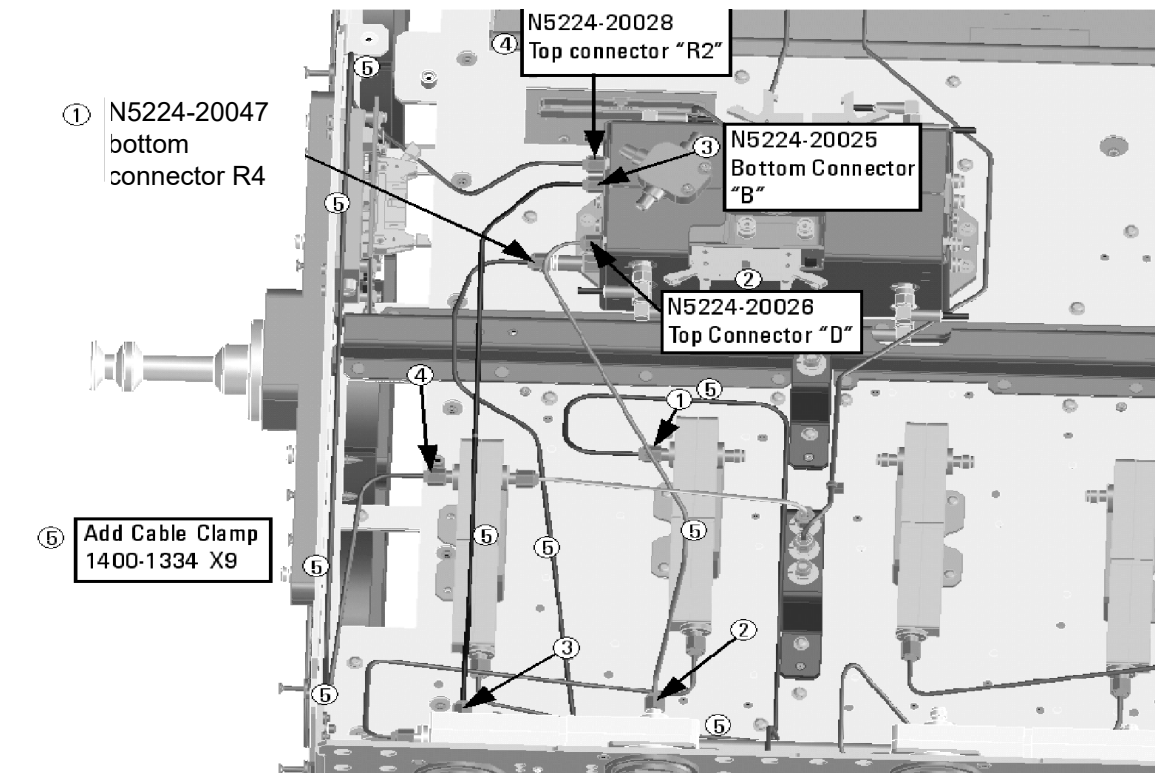 N5224-20028
④ Top connector “R2”
⑤
① N5224-20047
bottom
connector R4
③ N5224-20025
Bottom Connector
“B”
⑤
②
N5224-20026
Top Connector “D”
④
① ⑤
⑤ Add Cable Clamp
1400-1334 X9
⑤
⑤
⑤
⑤
②
③
⑤
⑤